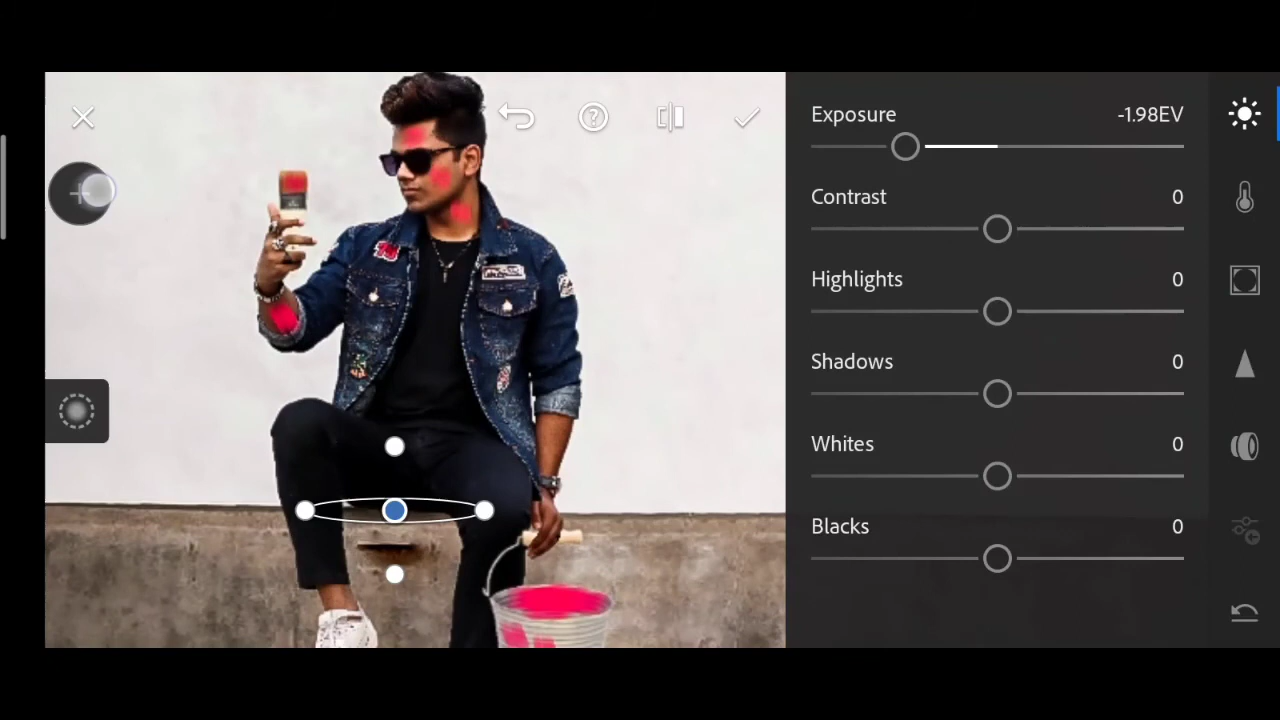 Exposure -1.98EV
Contrast 0
Highlights 0
Shadows 0
Whites 0
Blacks 0